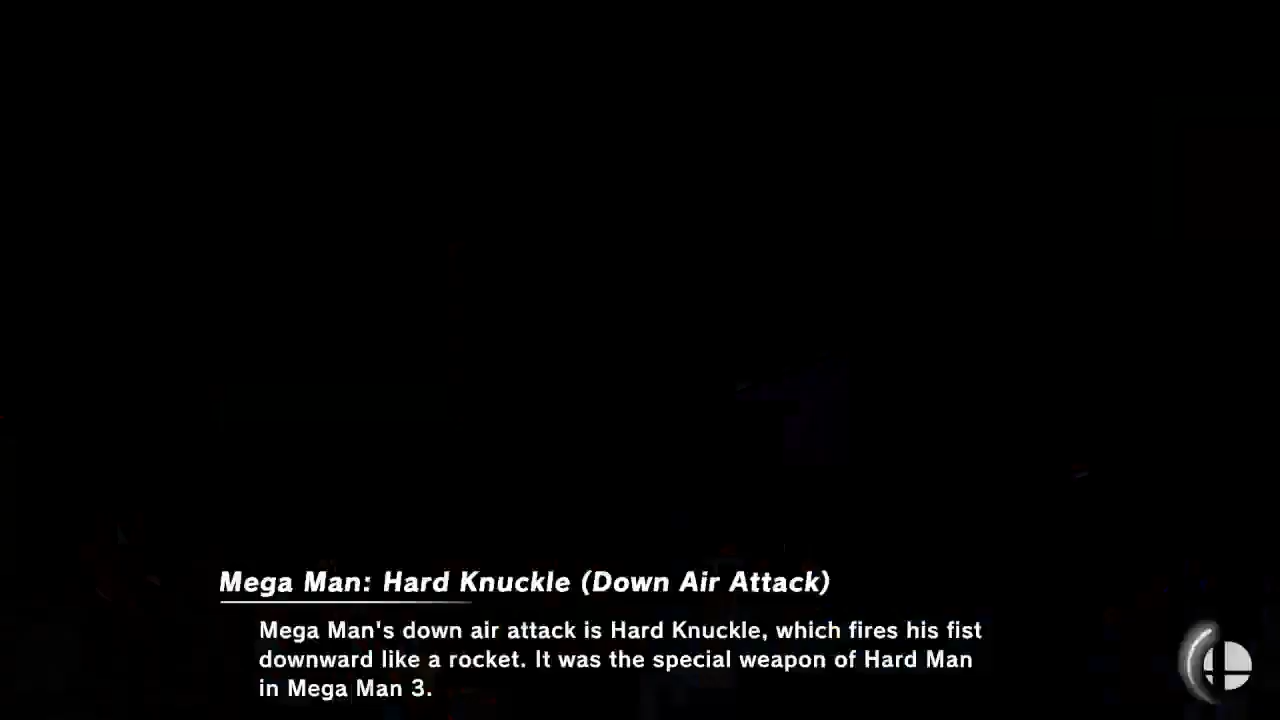 Mega Man: Hard Knuckle (Down Air Attack)
Mega Man's down air attack is Hard Knuckle, which fires his fist
downward like a rocket. It was the special weapon of Hard Man
in Mega Man 3.